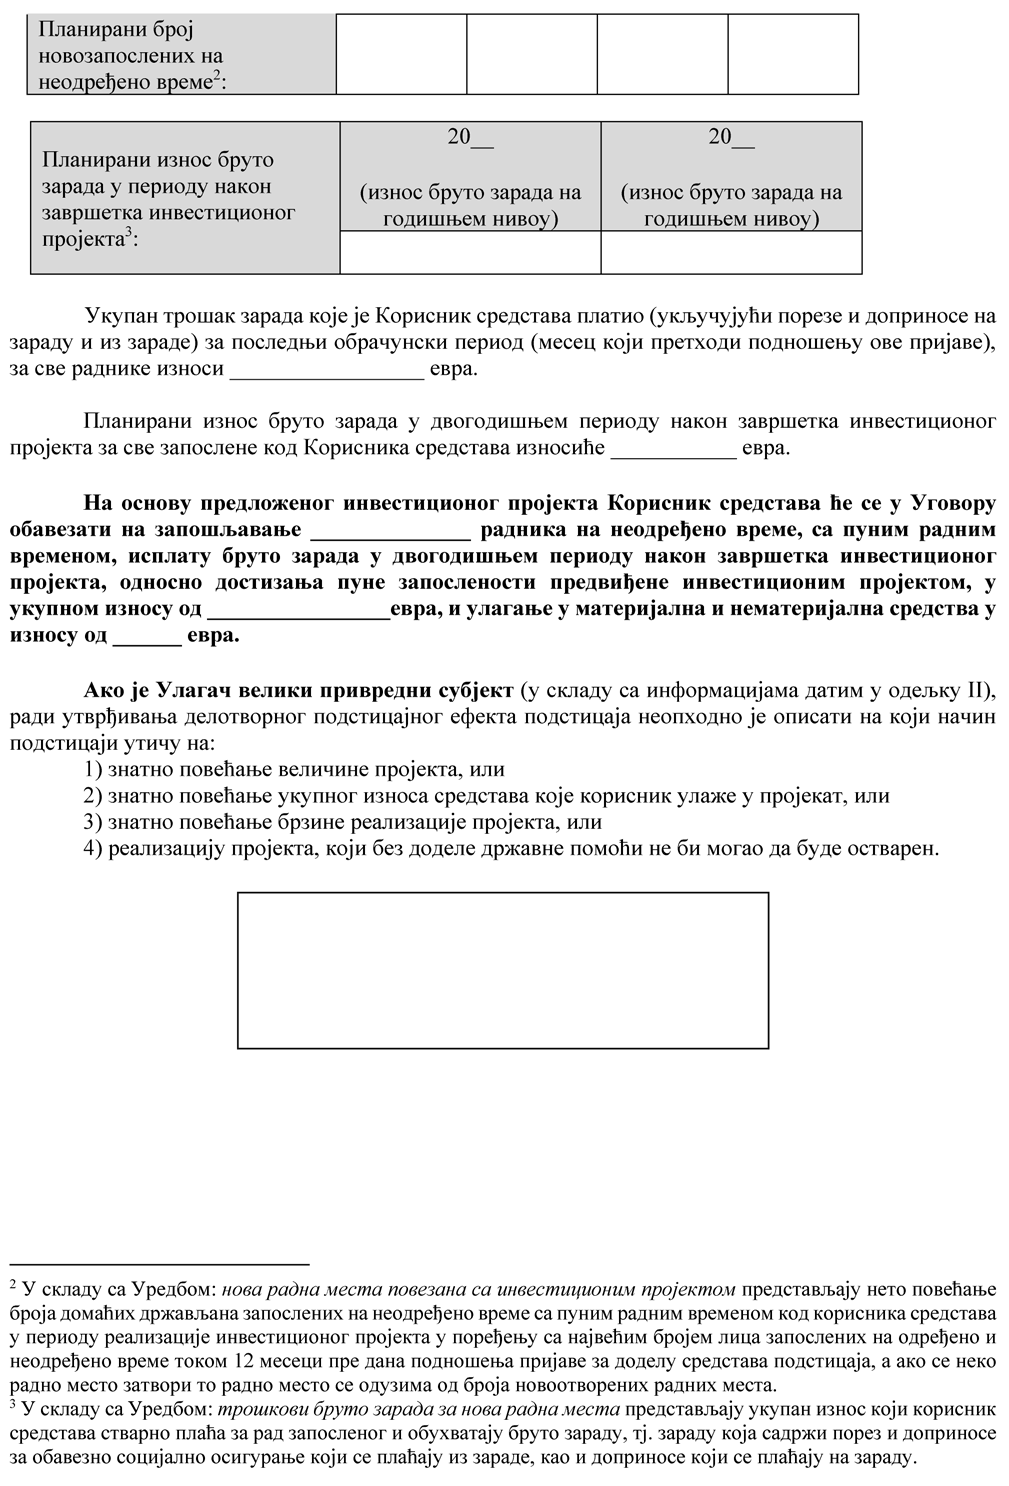 Планирани број
новозапослених на
неодређено време2:
Планирани износ бруто
зарада у периоду након
завршетка инвестиционог
пројекта3:
20__
(износ бруто зарада на
годишњем нивоу)
20__
(износ бруто зарада на
годишњем нивоу)
Укупан трошак зарада које је Корисник средстава платио (укључујући порезе и доприносе на
зараду и из зараде) за последњи обрачунски период (месец који претходи подношењу ове пријаве),
за све раднике износи _________________ евра.
Планирани износ бруто зарада у двогодишњем периоду након завршетка инвестиционог
пројекта за све запослене код Корисника средстава износиће ___________ евра.
На основу предложеног инвестиционог пројекта Корисник средстава ће се у Уговору
обавезати на запошљавање ______________ радника на неодређено време, са пуним радним
временом, исплату бруто зарада у двогодишњем периоду након завршетка инвестиционог
пројекта, односно достизања пуне запослености предвиђене инвестиционим пројектом, у
укупном износу од ________________евра, и улагање у материјална и нематеријална средства у
износу од ______ евра.
Ако је Улагач велики привредни субјект (у складу са информацијама датим у одељку II),
ради утврђивања делотворног подстицајног ефекта подстицаја неопходно је описати на који начин
подстицаји утичу на:
1) знатно повећање величине пројекта, или
2) знатно повећање укупног износа средстава које корисник улаже у пројекат, или
3) знатно повећање брзине реализације пројекта, или
4) реализацију пројекта, који без доделе државне помоћи не би могао да буде остварен.
2 У складу са Уредбом: нова радна места повезана са инвестиционим пројектом представљају нето повећање
броја домаћих држављана запослених на неодређено време са пуним радним временом код корисника средстава
у периоду реализације инвестиционог пројекта у поређењу са највећим бројем лица запослених на одређено и
неодређено време током 12 месеци пре дана подношења пријаве за доделу средстава подстицаја, а ако се неко
радно место затвори то радно место се одузима од броја новоотворених радних места.
3 У складу са Уредбом: трошкови бруто зарада за нова радна места представљају укупан износ који корисник
средстава стварно плаћа за рад запосленог и обухватају бруто зараду, тј. зараду која садржи порез и доприносе
за обавезно социјално осигурање који се плаћају из зараде, као и доприносе који се плаћају на зараду.